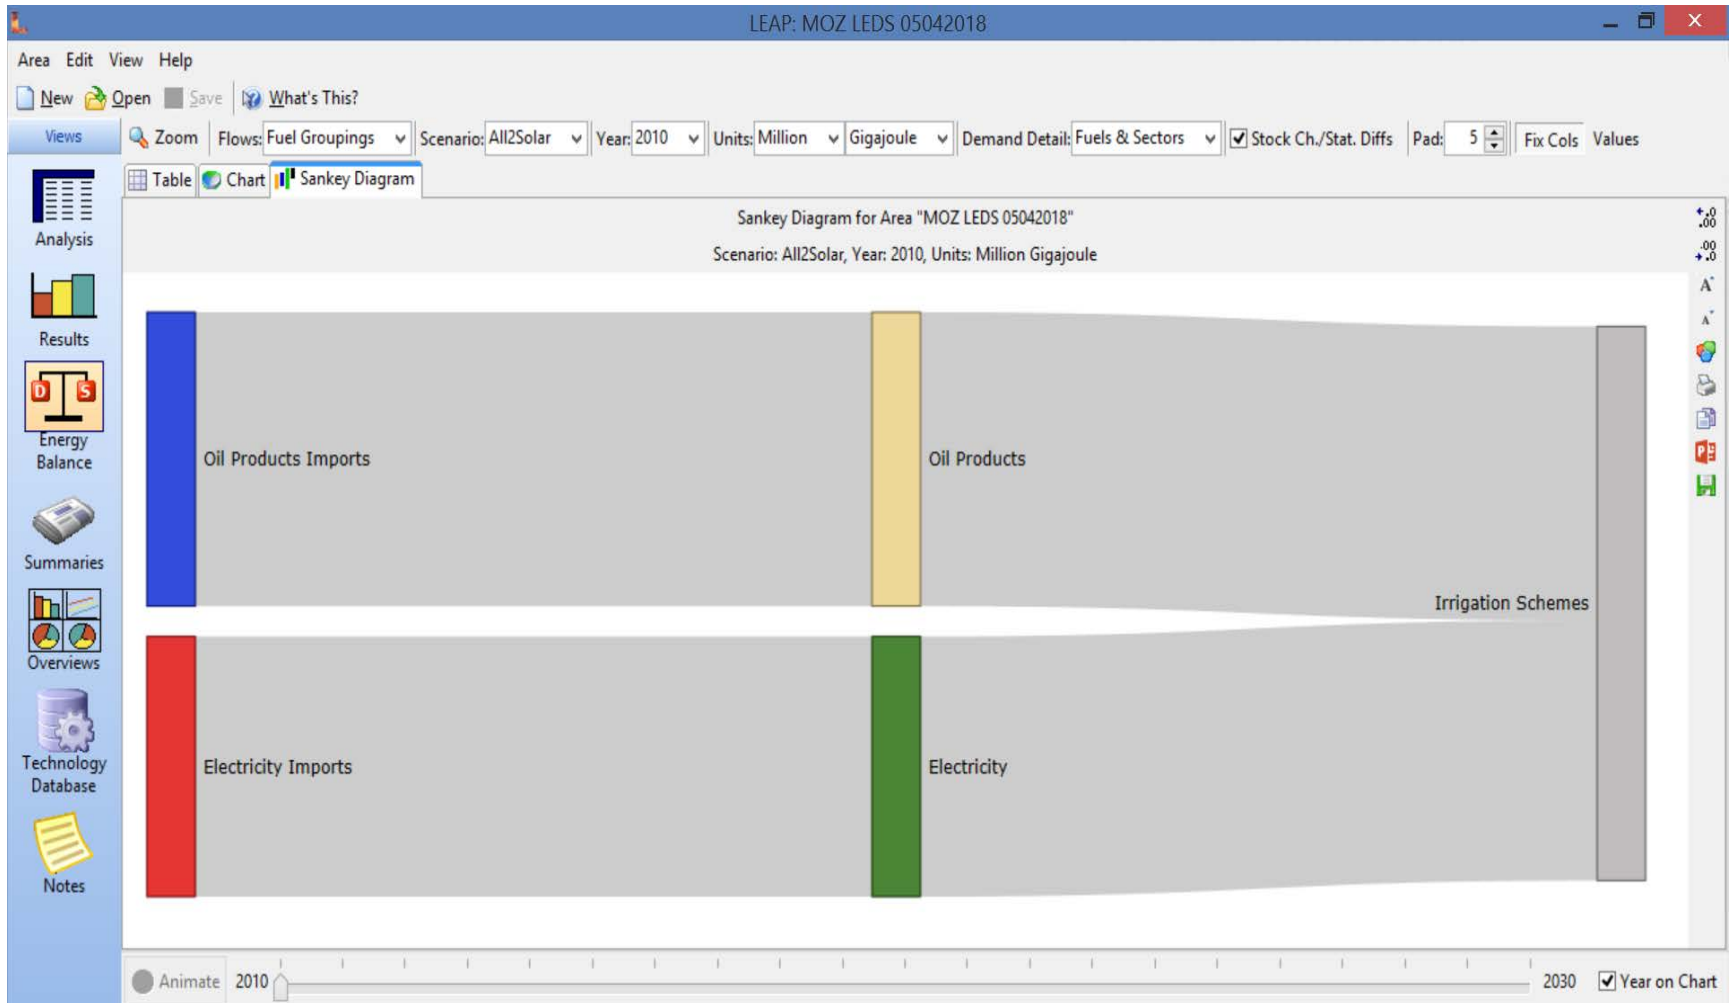 LEAP: MOZ LEDS 05042018
Area Edit View Help
New Open Save What's This?
Views Zoom Flows: Fuel Groupings Scenario: All2Solar Year: 2010 Units: Million Gigajoule Demand Detail: Fuels & Sectors Stock Ch./Stat. Diffs Pad: 5 Fix Cols Values
Table Chart Sankey Diagram
Sankey Diagram for Area "MOZ LEDS 05042018"
Scenario: All2Solar, Year: 2010, Units: Million Gigajoule
Analysis
Results
Energy
Balance
Summaries
Overviews
Technology
Database
Notes
Oil Products Imports
Oil Products
Irrigation Schemes
Electricity Imports
Electricity
.0
.00
.00
.0
A
A
D S
P
Animate 2010 2030 Year on Chart